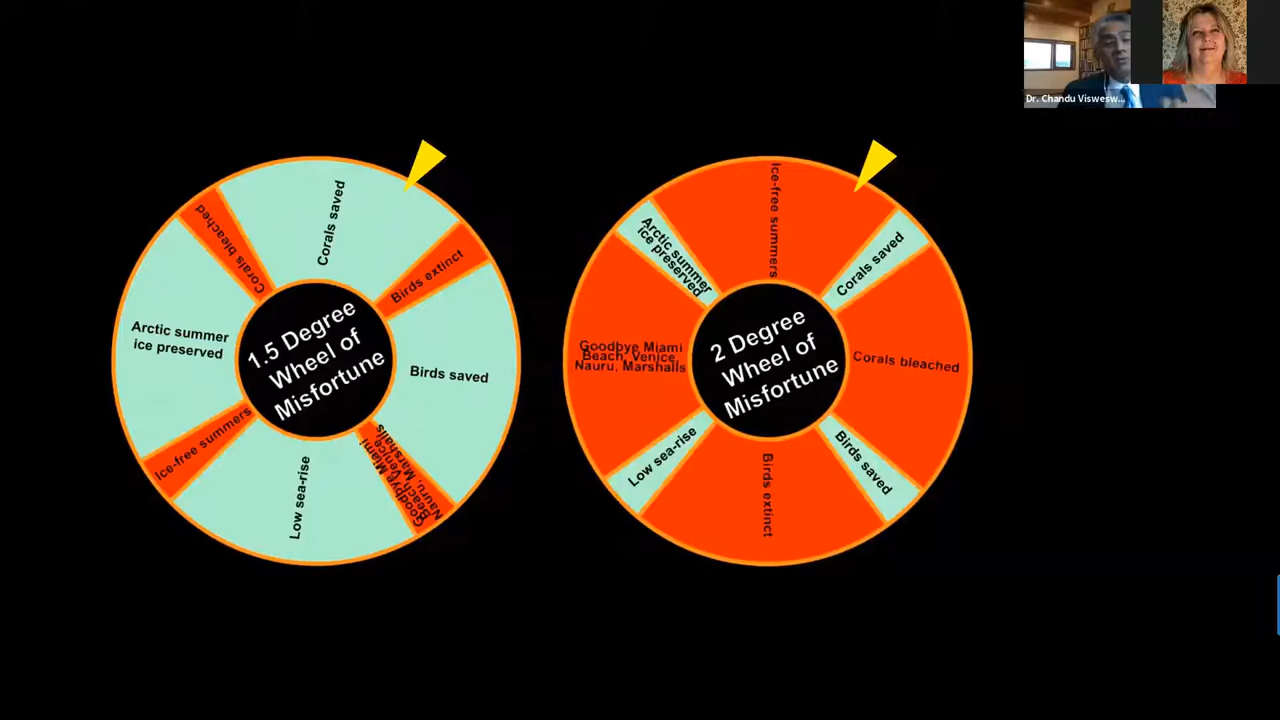 Dr. Chandu Viswesw...
Corals saved
Corals bleached
Birds extinct
Arctic summer
ice preserved
1.5 Degree
Wheel of
Misfortune
Birds saved
Ice-free summers
Low sea-rise
Goodbye Miami
Beach, Venice,
Nauru, Marshalls
Ice-free summers
Arctic summer
ice preserved
Corals saved
Goodbye Miami
Beach, Venice,
Nauru, Marshalls
2 Degree
Wheel of
Misfortune
Corals bleached
Low sea-rise
Birds saved
Birds extinct